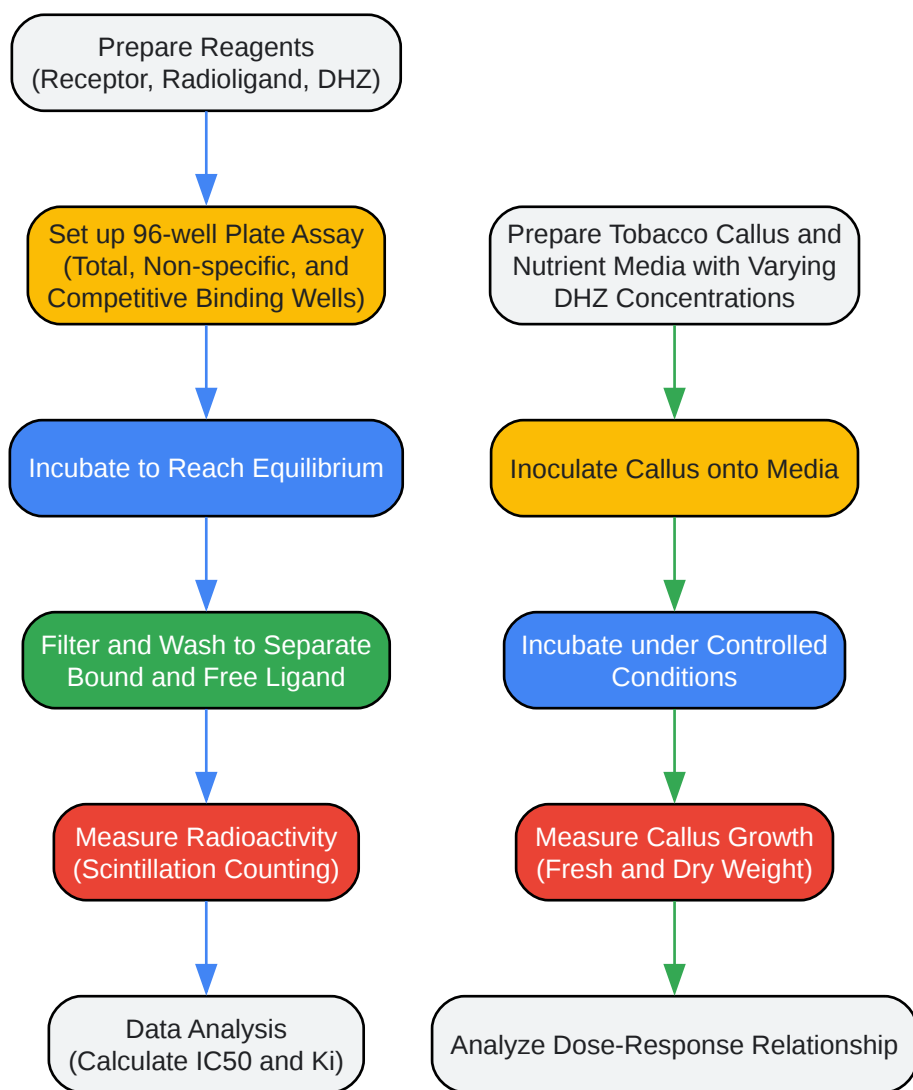 Prepare Reagents
(Receptor, Radioligand, DHZ)
Set up 96-well Plate Assay
(Total, Non-specific, and
Competitive Binding Wells)
Incubate to Reach Equilibrium
Filter and Wash to Separate
Bound and Free Ligand
Measure Radioactivity
(Scintillation Counting)
Data Analysis
(Calculate IC50 and Ki)
Prepare Tobacco Callus and
Nutrient Media with Varying
DHZ Concentrations
Inoculate Callus onto Media
Incubate under Controlled
Conditions
Measure Callus Growth
(Fresh and Dry Weight)
Analyze Dose-Response Relationship